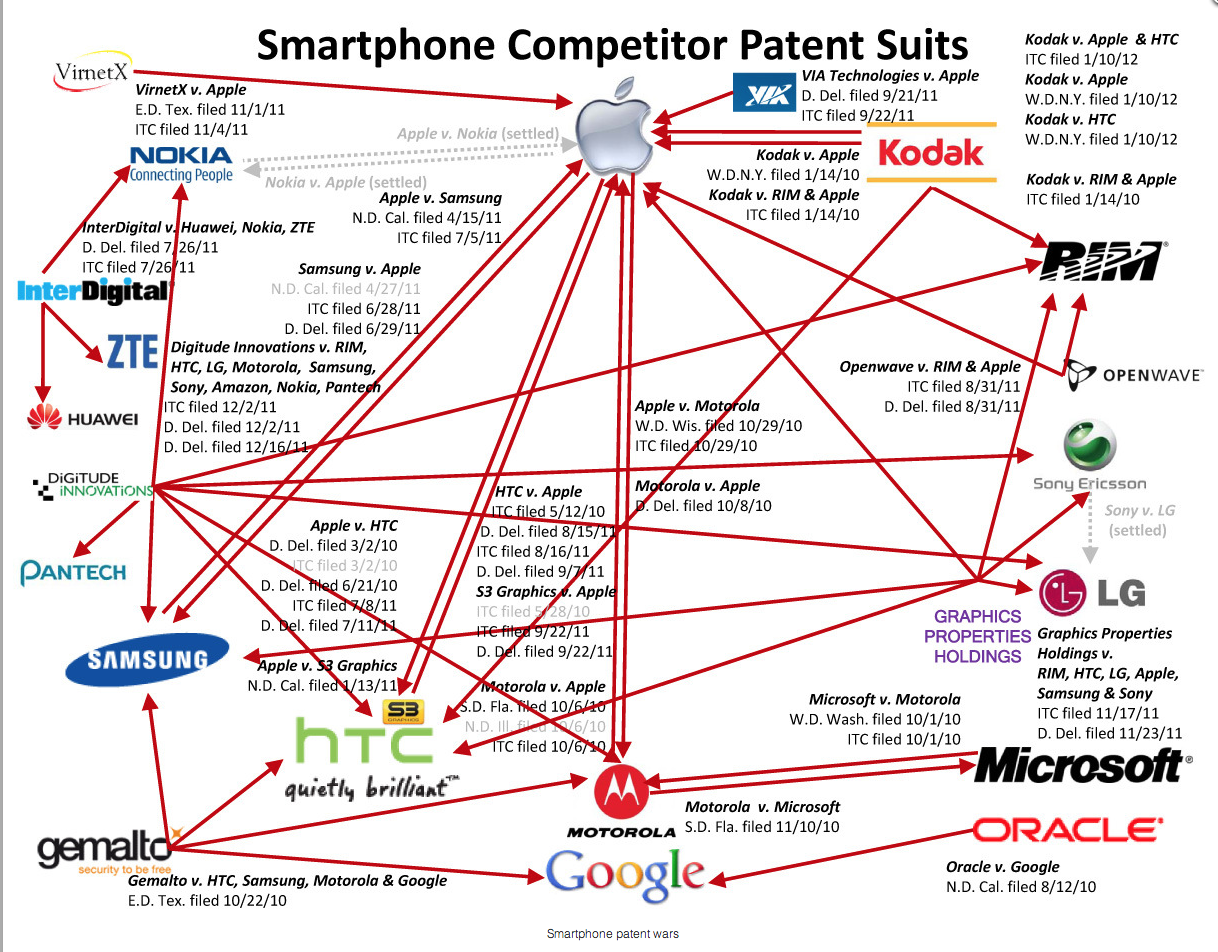 Smartphone Competitor Patent Suits
VirnetX
VirnetX v. Apple
E.D. Tex. filed 11/1/11
ITC filed 11/4/11
VIA
VIA Technologies v. Apple
D. Del. filed 9/21/11
ITC filed 9/22/11
Kodak v. Apple & HTC
ITC filed 1/10/12
Kodak v. Apple
W.D.N.Y. filed 1/10/12
Kodak v. HTC
W.D.N.Y. filed 1/10/12
Kodak v. RIM & Apple
ITC filed 1/14/10
Kodak
Kodak v. Apple
W.D.N.Y. filed 1/14/10
Kodak v. RIM & Apple
ITC filed 1/14/10
NOKIA
Connecting People
Apple v. Nokia (settled)
Nokia v. Apple (settled)
Apple v. Samsung
N.D. Cal. filed 4/15/11
ITC filed 7/5/11
InterDigital v. Huawei, Nokia, ZTE
D. Del. filed 7/26/11
ITC filed 7/26/11
InterDigital
Samsung v. Apple
N.D. Cal. filed 4/27/11
ITC filed 6/28/11
D. Del. filed 6/29/11
RIM®
ZTE
Digitude Innovations v. RIM,
HTC, LG, Motorola, Samsung,
Sony, Amazon, Nokia, Pantech
ITC filed 12/2/11
D. Del. filed 12/2/11
D. Del. filed 12/16/11
HUAWEI
Openwave v. RIM & Apple
ITC filed 8/31/11
D. Del. filed 8/31/11
OPENWAVE
Apple v. Motorola
W.D. Wis. filed 10/29/10
ITC filed 10/29/10
Motorola v. Apple
D. Del. filed 10/8/10
Sony Ericsson
Sony v. LG
(settled)
DiGiTUDE
iNNOVATiONS
PANTECH
Apple v. HTC
D. Del. filed 3/2/10
ITC filed 3/2/10
D. Del. filed 6/21/10
ITC filed 7/8/11
D. Del. filed 7/11/11
HTC v. Apple
ITC filed 5/12/10
D. Del. filed 8/15/11
ITC filed 8/16/11
D. Del. filed 9/7/11
S3 Graphics v. Apple
ITC filed 5/28/10
ITC filed 9/22/11
D. Del. filed 9/22/11
LG
GRAPHICS
PROPERTIES
HOLDINGS
Graphics Properties
Holdings v.
RIM, HTC, LG, Apple,
Samsung & Sony
ITC filed 11/17/11
D. Del. filed 11/23/11
SAMSUNG
Apple v. S3 Graphics
N.D. Cal. filed 1/13/11
Motorola v. Apple
S.D. Fla. filed 10/6/10
N.D. Ill. filed 10/6/10
ITC filed 10/6/10
S3
GRAPHICS
hTC
quietly brilliant™
Microsoft v. Motorola
W.D. Wash. filed 10/1/10
ITC filed 10/1/10
Microsoft®
MOTOROLA
Motorola v. Microsoft
S.D. Fla. filed 11/10/10
ORACLE
Oracle v. Google
N.D. Cal. filed 8/12/10
gemalto
security to be free
Gemalto v. HTC, Samsung, Motorola & Google
E.D. Tex. filed 10/22/10
Google
Smartphone patent wars